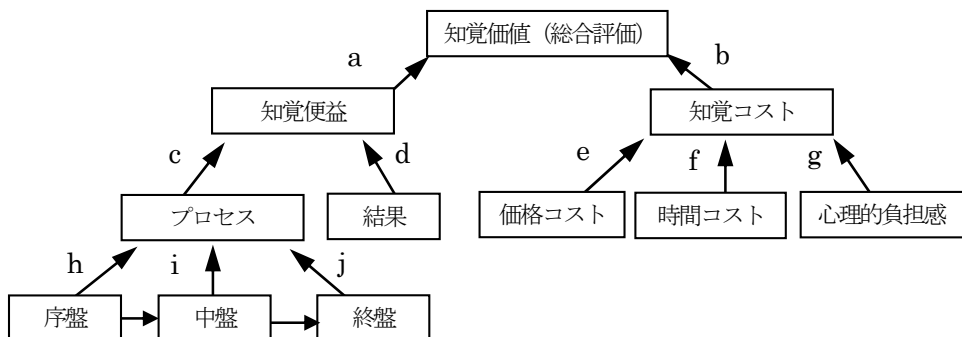 知覚価値（総合評価）
a
b
知覚便益
知覚コスト
c
d
e
f
g
プロセス
結果
価格コスト
時間コスト
心理的負担感
h
i
j
序盤
中盤
終盤